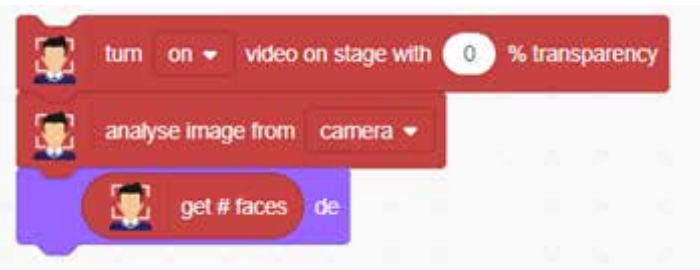 turn on video on stage with 0 % transparency
analyse image from camera
get # faces de